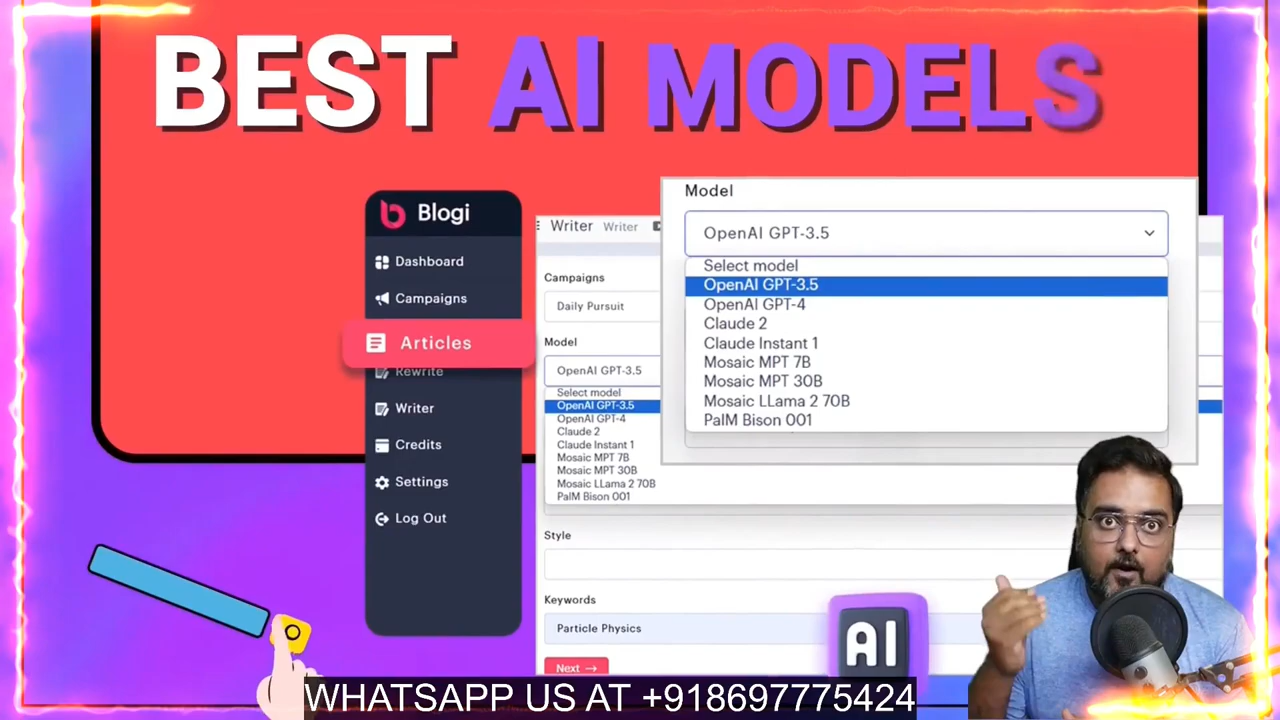 BEST AI MODELS
Blogi
Dashboard
Campaigns
Articles
Rewrite
Writer
Credits
Settings
Log Out
Writer Writer
Campaigns
Daily Pursuit
Model
OpenAI GPT-3.5
Select model
OpenAI GPT-3.5
OpenAI GPT-4
Claude 2
Claude Instant 1
Mosaic MPT 7B
Mosaic MPT 30B
Mosaic LLama 2 70B
PalM Bison 001
Style
Keywords
Particle Physics
Next →
Model
OpenAI GPT-3.5
Select model
OpenAI GPT-3.5
OpenAI GPT-4
Claude 2
Claude Instant 1
Mosaic MPT 7B
Mosaic MPT 30B
Mosaic LLama 2 70B
PalM Bison 001
AI
WHATSAPP US AT +918697775424